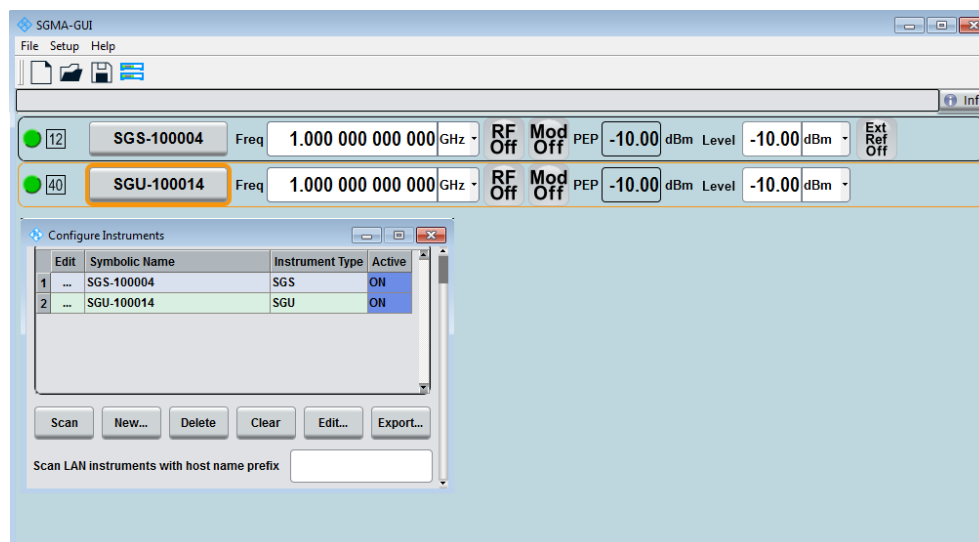 SGMA-GUI
File Setup Help
Inf
12 SGS-100004 Freq 1.000 000 000 000 GHz RF Off Mod Off PEP -10.00 dBm Level -10.00 dBm Ext Ref Off
40 SGU-100014 Freq 1.000 000 000 000 GHz RF Off Mod Off PEP -10.00 dBm Level -10.00 dBm
Configure Instruments
Edit Symbolic Name Instrument Type Active
1 ... SGS-100004 SGS ON
2 ... SGU-100014 SGU ON
Scan New... Delete Clear Edit... Export...
Scan LAN instruments with host name prefix